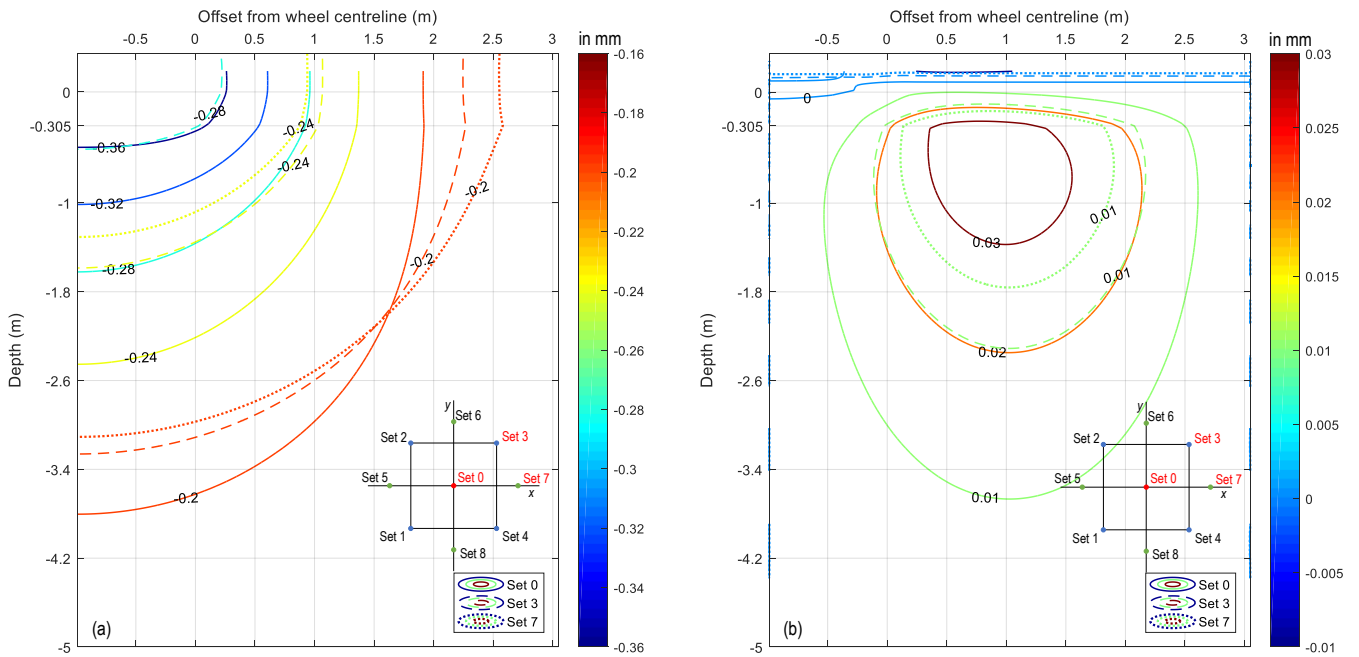 Offset from wheel centreline (m)
-0.5 0 0.5 1 1.5 2 2.5 3
in mm
Depth (m)
0
-0.305
-1
-1.8
-2.6
-3.4
-4.2
-5
-0.28
-0.36
-0.24
-0.24
-0.32
-0.28
-0.24
-0.2
-0.2
-0.2
y
Set 6
Set 2
Set 3
Set 5
Set 0
Set 7
x
Set 1
Set 4
Set 8
Set 0
Set 3
Set 7
(a)
-0.16
-0.18
-0.2
-0.22
-0.24
-0.26
-0.28
-0.3
-0.32
-0.34
-0.36
Offset from wheel centreline (m)
-0.5 0 0.5 1 1.5 2 2.5 3
in mm
Depth (m)
0
-0.305
-1
-1.8
-2.6
-3.4
-4.2
-5
0
0.01
0.03
0.01
0.02
0.01
y
Set 6
Set 2
Set 3
Set 5
Set 0
Set 7
x
Set 1
Set 4
Set 8
Set 0
Set 3
Set 7
(b)
0.03
0.025
0.02
0.015
0.01
0.005
0
-0.005
-0.01